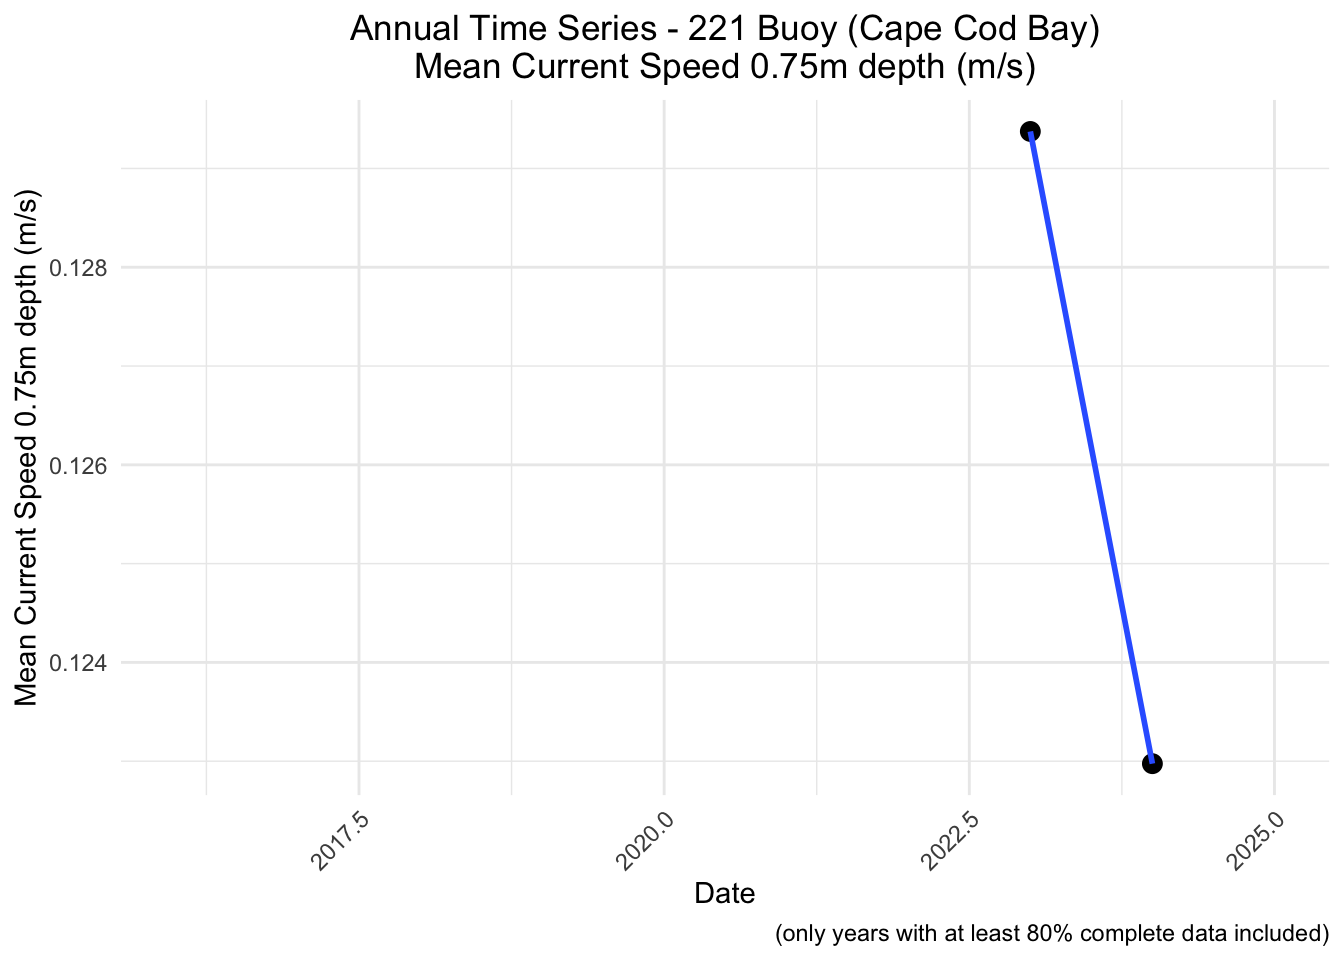 Annual Time Series - 221 Buoy (Cape Cod Bay)
Mean Current Speed 0.75m depth (m/s)
Mean Current Speed 0.75m depth (m/s)
0.128
0.126
0.124
2017.5
2020.0
2022.5
2025.0
Date
(only years with at least 80% complete data included)